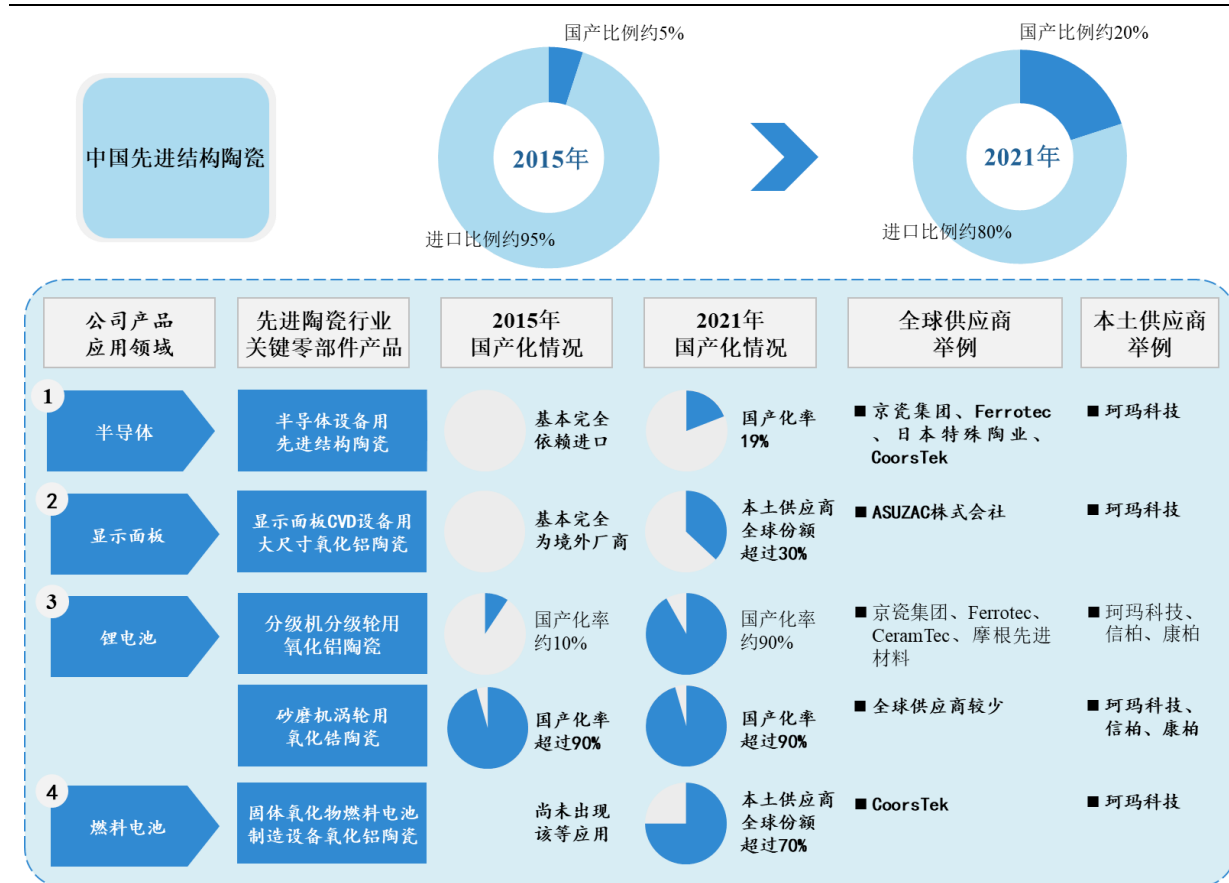 国产比例约5%
国产比例约20%
中国先进结构陶瓷
2015年
2021年
进口比例约95%
进口比例约80%
公司产品
应用领域
先进陶瓷行业
关键零部件产品
2015年
国产化情况
2021年
国产化情况
全球供应商
举例
本土供应商
举例
1
半导体
半导体设备用
先进结构陶瓷
基本完全
依赖进口
国产化率
19%
■ 京瓷集团、Ferrotec
、日本特殊陶业、
CoorsTek
■ 珂玛科技
2
显示面板
显示面板CVD设备用
大尺寸氧化铝陶瓷
基本完全
为境外厂商
本土供应商
全球份额
超过30%
■ ASUZAC株式会社
■ 珂玛科技
3
锂电池
分级机分级轮用
氧化铝陶瓷
国产化率
约10%
国产化率
约90%
■ 京瓷集团、Ferrotec、
CeramTec、摩根先进
材料
■ 珂玛科技、
信柏、康柏
砂磨机涡轮用
氧化锆陶瓷
国产化率
超过90%
国产化率
超过90%
■ 全球供应商较少
■ 珂玛科技、
信柏、康柏
4
燃料电池
固体氧化物燃料电池
制造设备氧化铝陶瓷
尚未出现
该等应用
本土供应商
全球份额
超过70%
■ CoorsTek
■ 珂玛科技